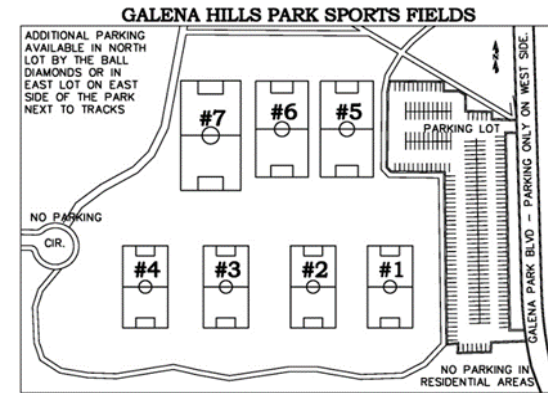 GALENA HILLS PARK SPORTS FIELDS
ADDITIONAL PARKING
AVAILABLE IN NORTH
LOT BY THE BALL
DIAMONDS OR IN
EAST LOT ON EAST
SIDE OF THE PARK
NEXT TO TRACKS
N
#7
#6
#5
PARKING LOT
GALENA PARK BLVD - PARKING ONLY ON WEST SIDE.
NO PARKING
CIR.
#4
#3
#2
#1
NO PARKING IN
RESIDENTIAL AREAS